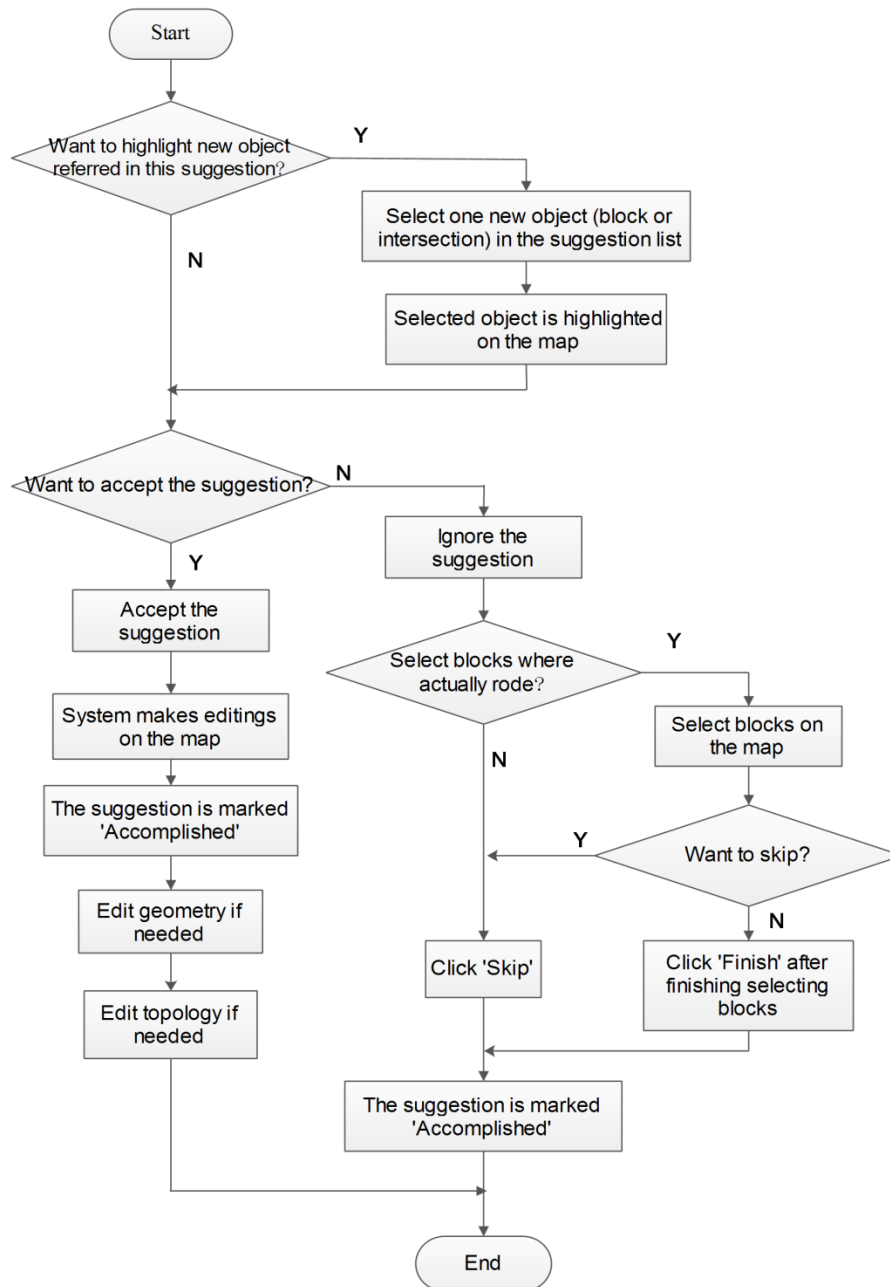 Start
Want to highlight new object
referred in this suggestion?
Y
Select one new object (block or
intersection) in the suggestion list
N
Selected object is highlighted
on the map
Want to accept the suggestion?
N
Ignore the
suggestion
Y
Accept the
suggestion
Select blocks where
actually rode?
Y
System makes editings
on the map
Select blocks on
the map
N
The suggestion is marked
'Accomplished'
Y
Want to skip?
Edit geometry if
needed
N
Click 'Skip'
Click 'Finish' after
finishing selecting
blocks
Edit topology if
needed
The suggestion is marked
'Accomplished'
End